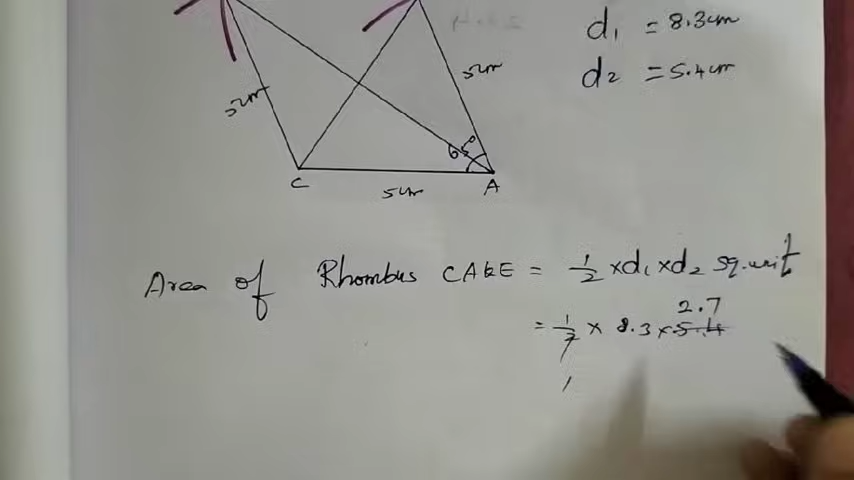 d₁ = 8.3cm
d₂ = 5.4cm
5cm
5cm
65°
C
5cm
A
Area of Rhombus CAKE = 1/2 × d₁ × d₂ sq.unit
2.7
= 1/2 × 8.3 × 5.4
1